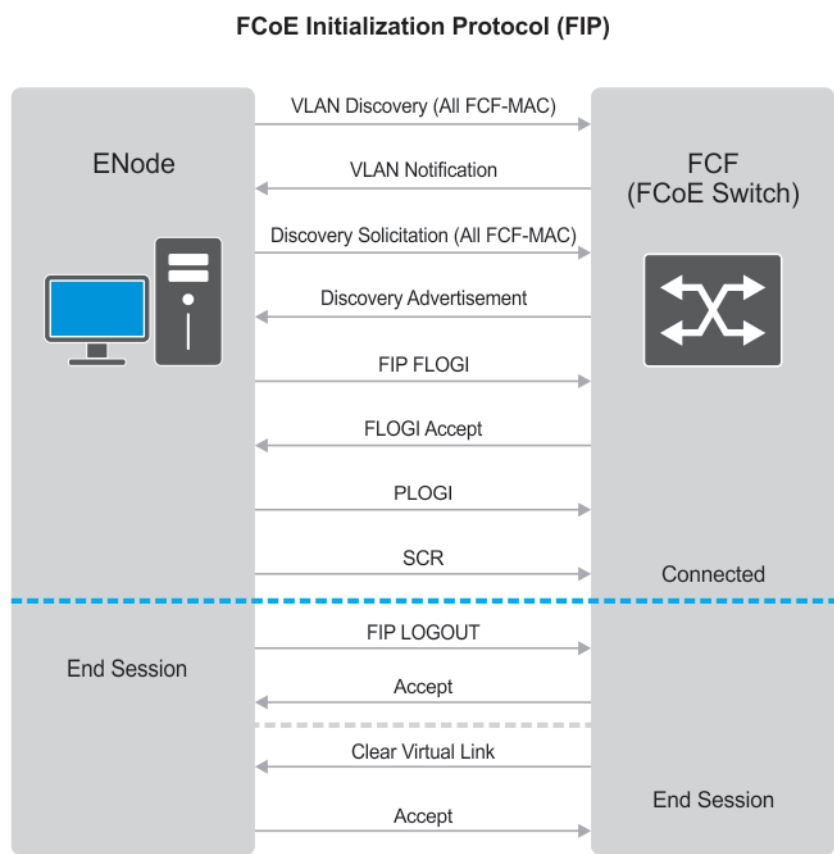 FCoE Initialization Protocol (FIP)
VLAN Discovery (All FCF-MAC)
ENode
VLAN Notification
FCF
(FCoE Switch)
Discovery Solicitation (All FCF-MAC)
Discovery Advertisement
FIP FLOGI
FLOGI Accept
PLOGI
SCR
Connected
FIP LOGOUT
End Session
Accept
Clear Virtual Link
End Session
Accept